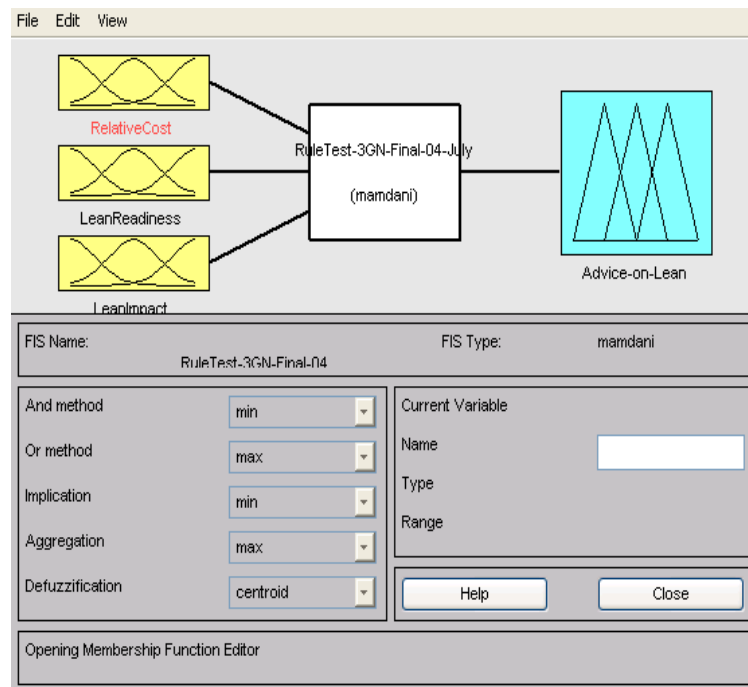 File Edit View
RelativeCost
LeanReadiness
LeanImpact
RuleTest-3GN-Final-04-July
(mamdani)
Advice-on-Lean
FIS Name:
RuleTest-3GN-Final-04
FIS Type:
mamdani
And method
min
Or method
max
Implication
min
Aggregation
max
Defuzzification
centroid
Current Variable
Name
Type
Range
Help
Close
Opening Membership Function Editor